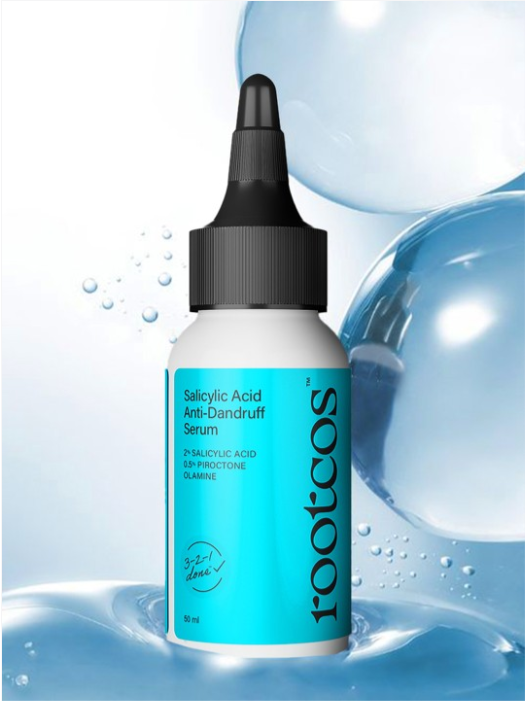 Salicylic Acid
Anti-Dandruff
Serum
2% SALICYLIC ACID
0.5% PIROCTONE
OLAMINE
3-2-1
done
50 ml
rootcos™